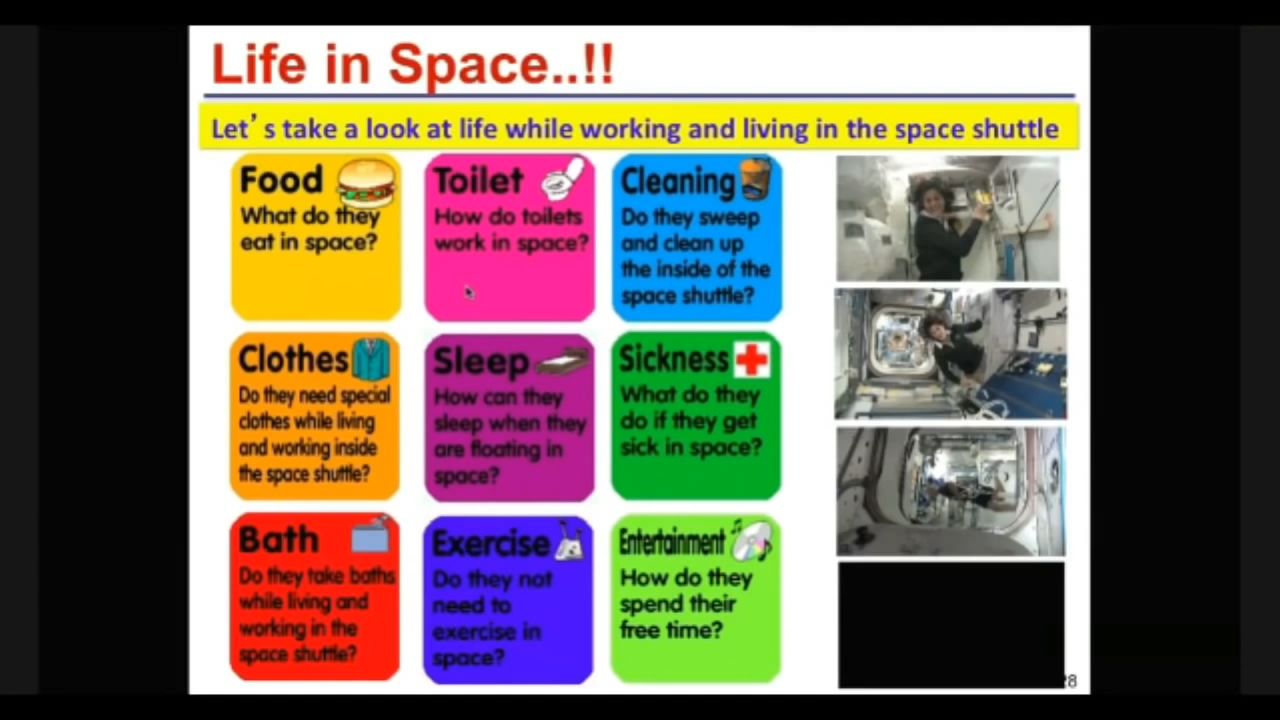 Life in Space..!!
Let's take a look at life while working and living in the space shuttle
Food
What do they
eat in space?
Toilet
How do toilets
work in space?
Cleaning
Do they sweep
and clean up
the inside of the
space shuttle?
Clothes
Do they need special
clothes while living
and working inside
the space shuttle?
Sleep
How can they
sleep when they
are floating in
space?
Sickness
What do they
do if they get
sick in space?
Bath
Do they take baths
while living and
working in the
space shuttle?
Exercise
Do they not
need to
exercise in
space?
Entertainment
How do they
spend their
free time?
28